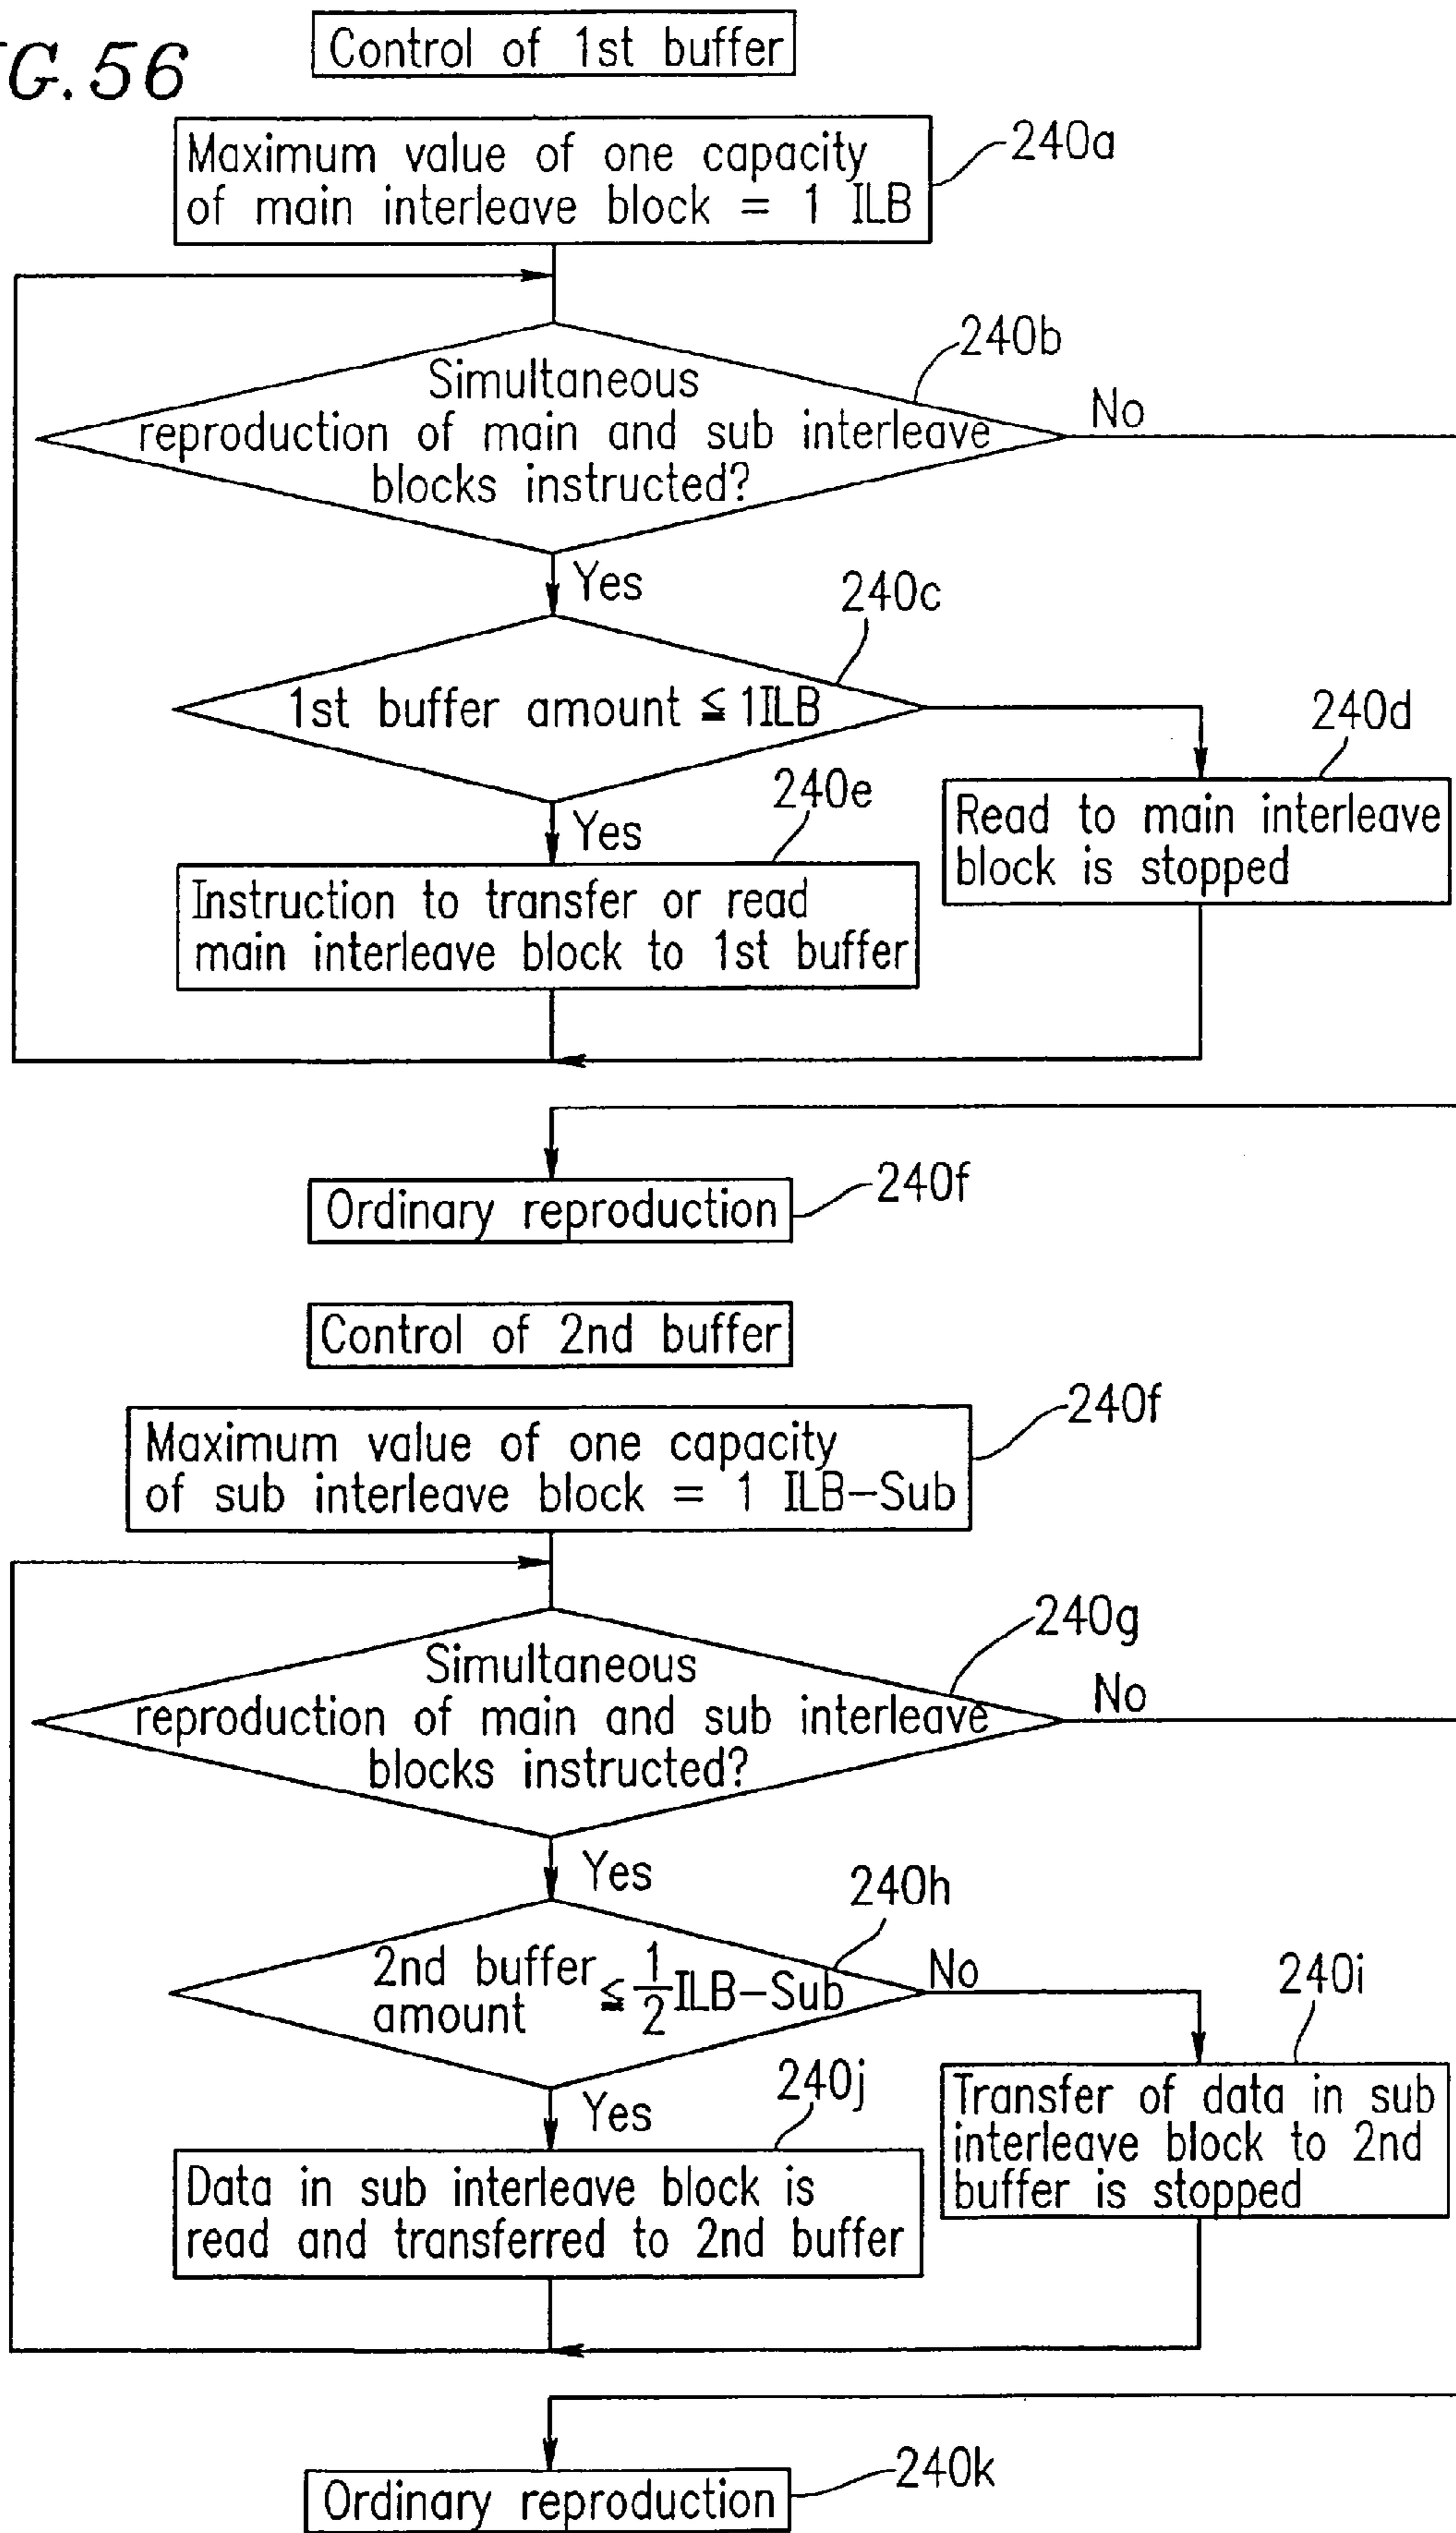 G.56
Control of 1st buffer
Maximum value of one capacity
of main interleave block = 1 ILB
240a
240b
Simultaneous
reproduction of main and sub interleave
blocks instructed?
No
Yes
240c
1st buffer amount ≦ 1ILB
240d
Read to main interleave
block is stopped
Yes
240e
Instruction to transfer or read
main interleave block to 1st buffer
Ordinary reproduction
240f
Control of 2nd buffer
240f
Maximum value of one capacity
of sub interleave block = 1 ILB-Sub
240g
Simultaneous
reproduction of main and sub interleave
blocks instructed?
No
Yes
240h
2nd buffer
amount ≦ 1/2 ILB-Sub
No
240i
Transfer of data in sub
interleave block to 2nd
buffer is stopped
Yes
240j
Data in sub interleave block is
read and transferred to 2nd buffer
Ordinary reproduction
240k